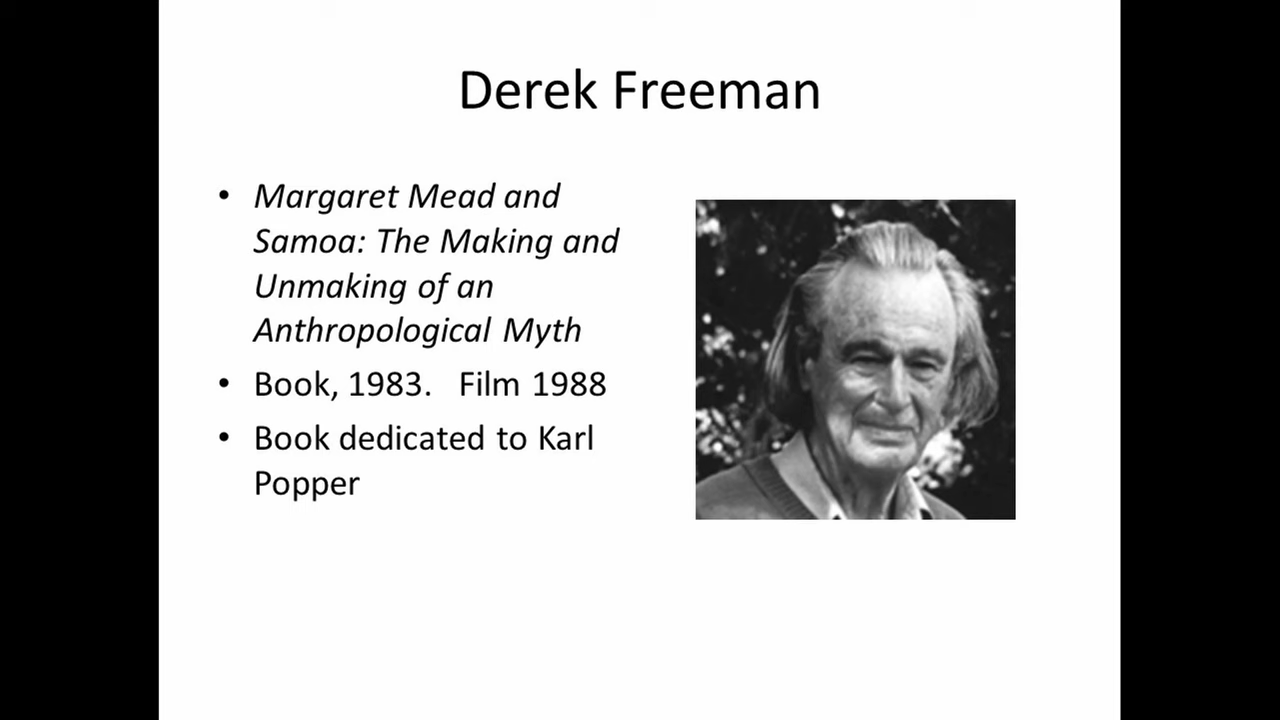 Derek Freeman
• Margaret Mead and
Samoa: The Making and
Unmaking of an
Anthropological Myth
• Book, 1983.   Film 1988
• Book dedicated to Karl
Popper